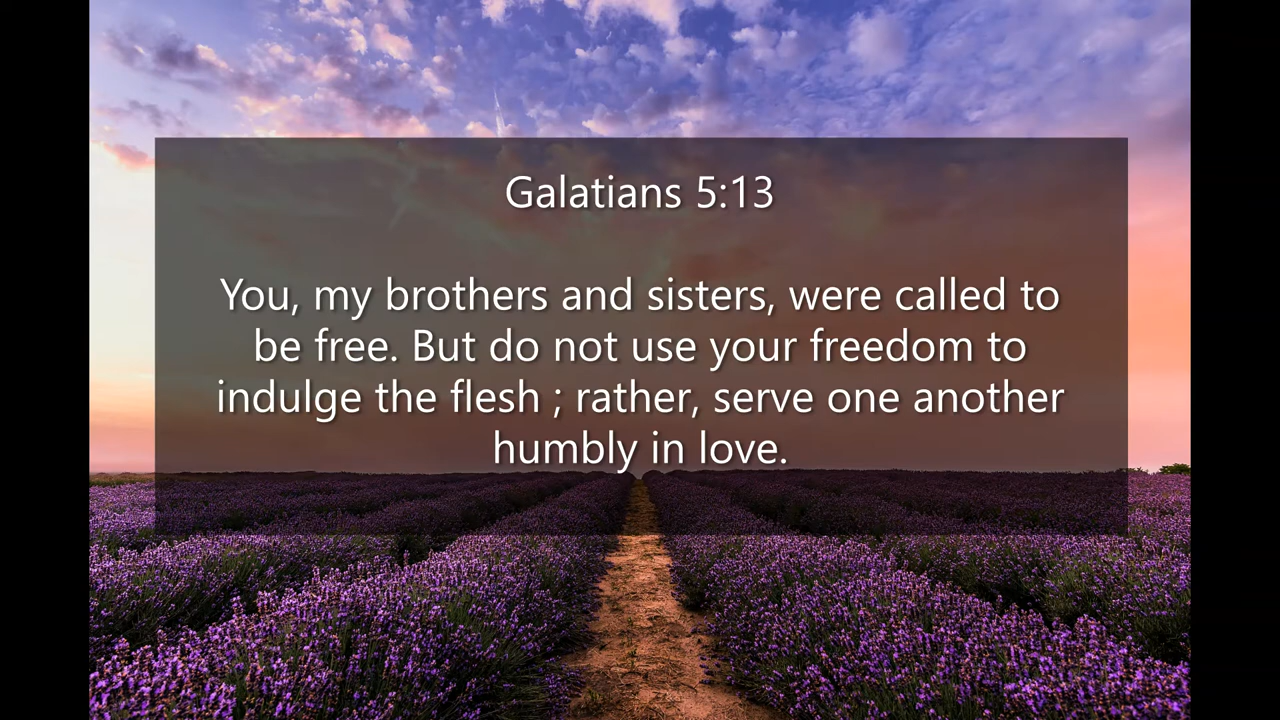 Galatians 5:13
You, my brothers and sisters, were called to
be free. But do not use your freedom to
indulge the flesh ; rather, serve one another
humbly in love.